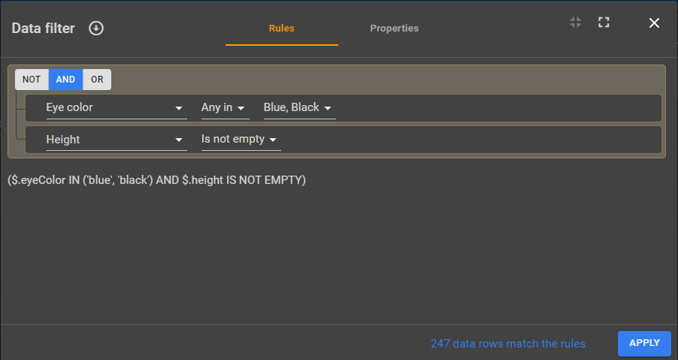 Data filter
Rules
Properties
NOT AND OR
Eye color Any in Blue, Black
Height Is not empty
($.eyeColor IN ('blue', 'black') AND $.height IS NOT EMPTY)
247 data rows match the rules
APPLY